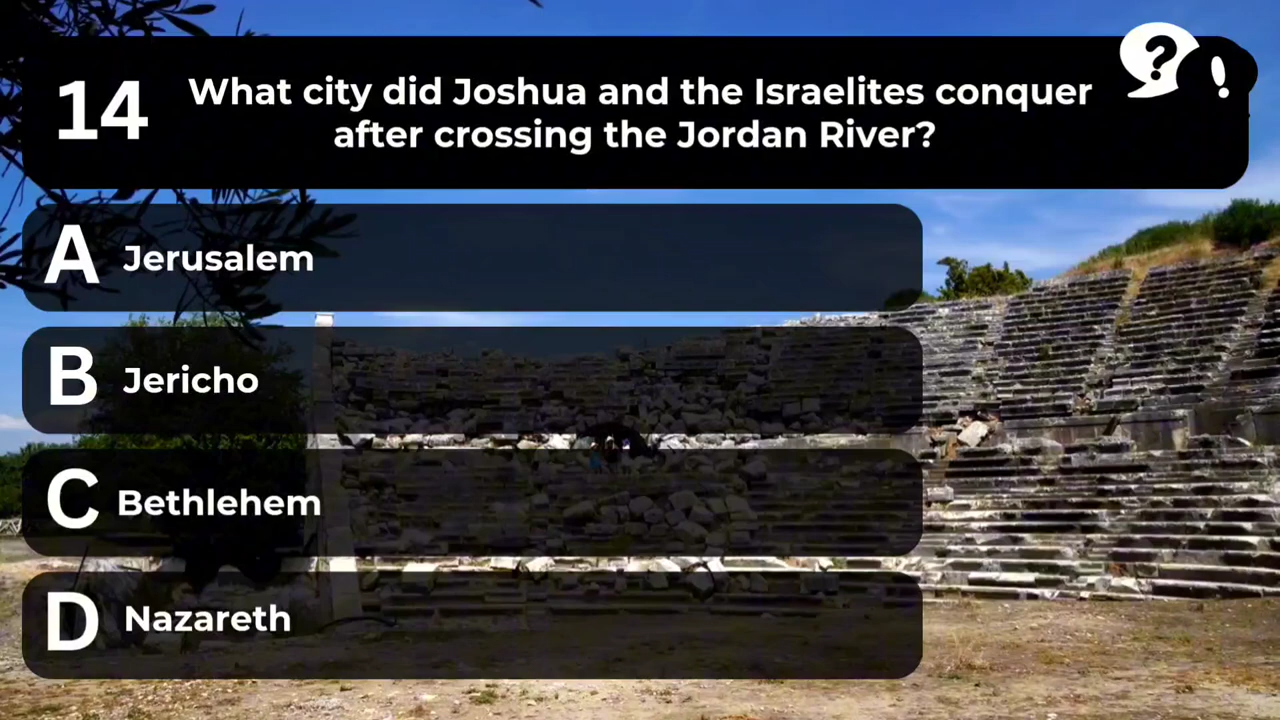 14
What city did Joshua and the Israelites conquer
after crossing the Jordan River?
? !
A Jerusalem
B Jericho
C Bethlehem
D Nazareth